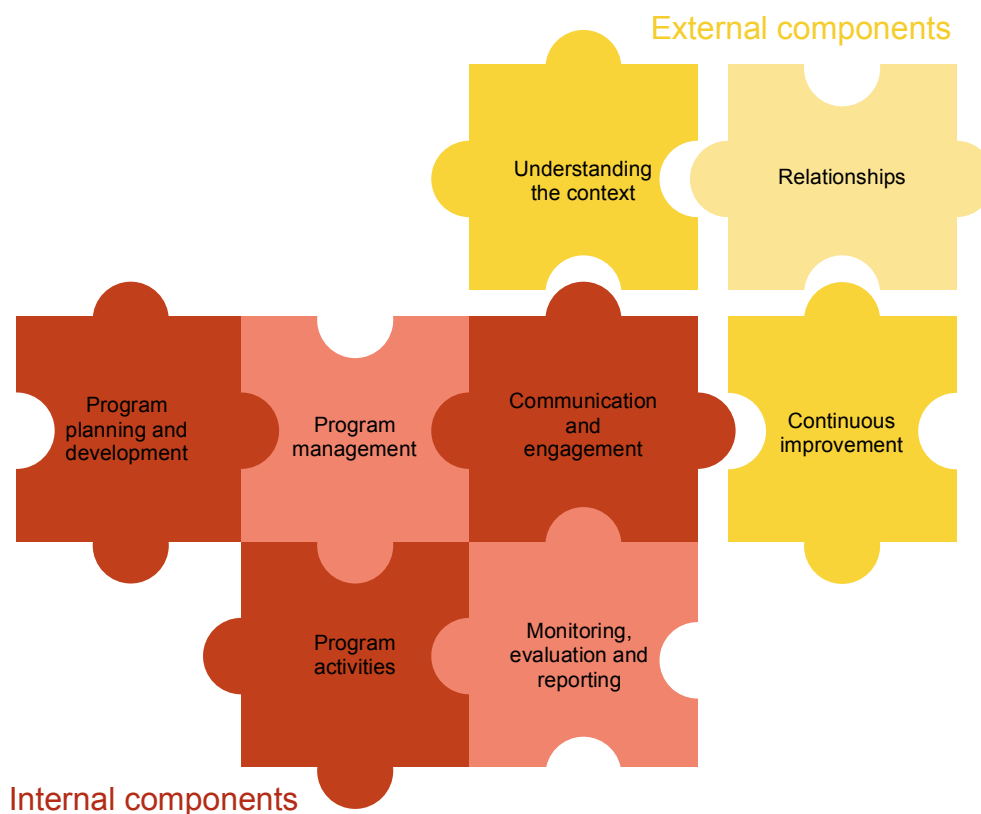 External components
Understanding
the context
Relationships
Program
planning and
development
Program
management
Communication
and
engagement
Continuous
improvement
Program
activities
Monitoring,
evaluation and
reporting
Internal components